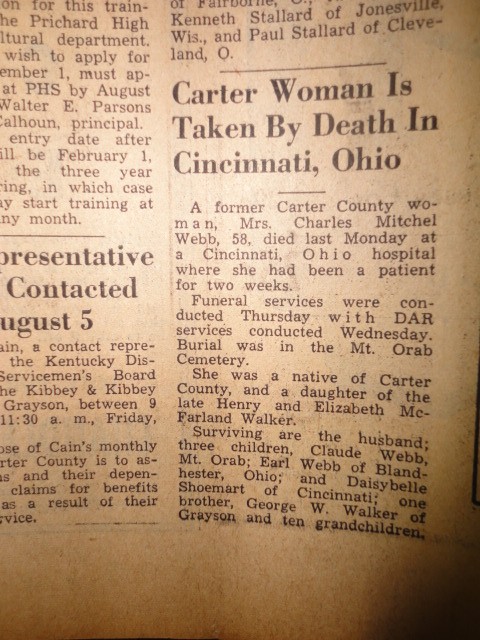 on for this train-
he Prichard High
ltural department.
wish to apply for
ember 1, must ap-
at PHS by August
Walter E. Parsons
Calhoun, principal.
entry date after
ill be February 1,
the three year
ring, in which case
ay start training at
ny month.
presentative
Contacted
ugust 5
ain, a contact repre-
the Kentucky Dis-
Servicemen's Board
he Kibbey & Kibbey
Grayson, between 9
11:30 a. m., Friday,
ose of Cain's monthly
rter County is to as-
ns and their depen-
claims for benefits
as a result of their
rvice.
of Fairborne, O., 
Kenneth Stallard of Jonesville,
Wis., and Paul Stallard of Cleve-
land, O.
Carter Woman Is
Taken By Death In
Cincinnati, Ohio
A former Carter County wo-
man, Mrs. Charles Mitchel
Webb, 58, died last Monday at
a Cincinnati, Ohio hospital
where she had been a patient
for two weeks.
Funeral services were con-
ducted Thursday with DAR
services conducted Wednesday.
Burial was in the Mt. Orab
Cemetery.
She was a native of Carter
County, and a daughter of the
late Henry and Elizabeth Mc-
Farland Walker.
Surviving are the husband;
three children, Claude Webb,
Mt. Orab; Earl Webb of Bland-
hester, Ohio; and Daisybelle
Shoemart of Cincinnati; one
brother, George W. Walker of
Grayson and ten grandchildren.